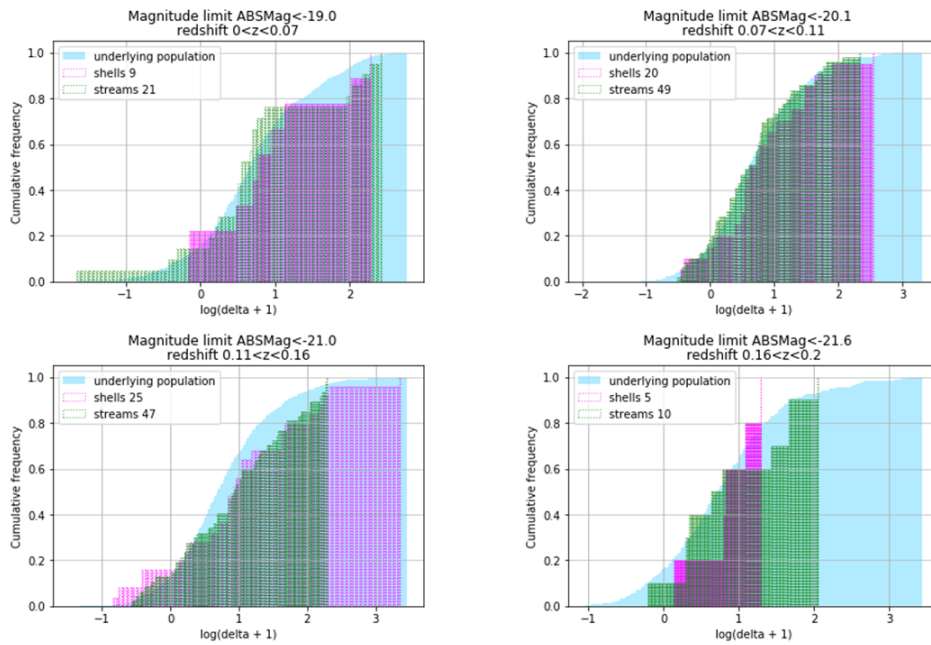 Magnitude limit ABSMag<-19.0
redshift 0<z<0.07
underlying population
shells 9
streams 21
Cumulative frequency
1.0
0.8
0.6
0.4
0.2
0.0
−1 0 1 2
log(delta + 1)
Magnitude limit ABSMag<-20.1
redshift 0.07<z<0.11
underlying population
shells 20
streams 49
Cumulative frequency
1.0
0.8
0.6
0.4
0.2
0.0
−2 −1 0 1 2 3
log(delta + 1)
Magnitude limit ABSMag<-21.0
redshift 0.11<z<0.16
underlying population
shells 25
streams 47
Cumulative frequency
1.0
0.8
0.6
0.4
0.2
0.0
−1 0 1 2 3
log(delta + 1)
Magnitude limit ABSMag<-21.6
redshift 0.16<z<0.2
underlying population
shells 5
streams 10
Cumulative frequency
1.0
0.8
0.6
0.4
0.2
0.0
−1 0 1 2 3
log(delta + 1)